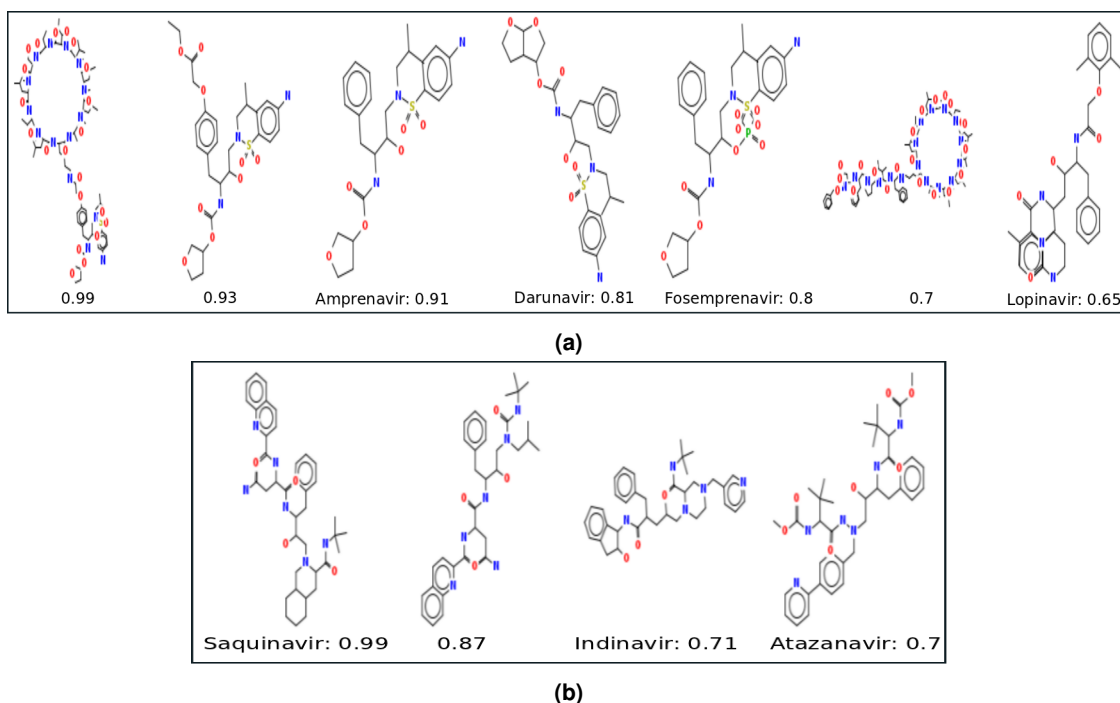 0.99 0.93 Amprenavir: 0.91 Darunavir: 0.81 Fosemprenavir: 0.8 0.7 Lopinavir: 0.65
(a)
Saquinavir: 0.99 0.87 Indinavir: 0.71 Atazanavir: 0.7
(b)